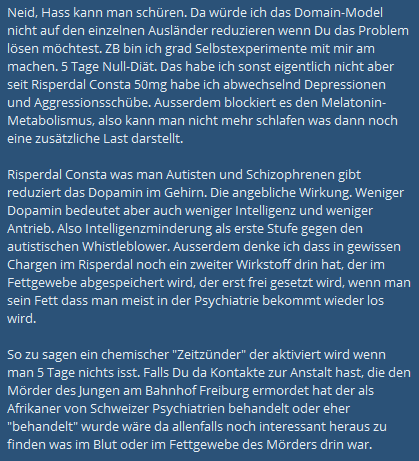 Neid, Hass kann man schüren. Da würde ich das Domain-Model
nicht auf den einzelnen Ausländer reduzieren wenn Du das Problem
lösen möchtest. ZB bin ich grad Selbstexperimente mit mir am
machen. 5 Tage Null-Diät. Das habe ich sonst eigentlich nicht aber
seit Risperdal Consta 50mg habe ich abwechselnd Depressionen
und Aggressionsschübe. Ausserdem blockiert es den Melatonin-
Metabolismus, also kann man nicht mehr schlafen was dann noch
eine zusätzliche Last darstellt.

Risperdal Consta was man Autisten und Schizophrenen gibt
reduziert das Dopamin im Gehirn. Die angebliche Wirkung. Weniger
Dopamin bedeutet aber auch weniger Intelligenz und weniger
Antrieb. Also Intelligenzminderung als erste Stufe gegen den
autistischen Whistleblower. Ausserdem denke ich dass in gewissen
Chargen im Risperdal noch ein zweiter Wirkstoff drin hat, der im
Fettgewebe abgespeichert wird, der erst frei gesetzt wird, wenn man
sein Fett dass man meist in der Psychiatrie bekommt wieder los
wird.

So zu sagen ein chemischer "Zeitzünder" der aktiviert wird wenn
man 5 Tage nichts isst. Falls Du da Kontakte zur Anstalt hast, die den
Mörder des Jungen am Bahnhof Freiburg ermordet hat der als
Afrikaner von Schweizer Psychiatrien behandelt oder eher
"behandelt" wurde wäre da allenfalls noch interessant heraus zu
finden was im Blut oder im Fettgewebe des Mörders drin war.